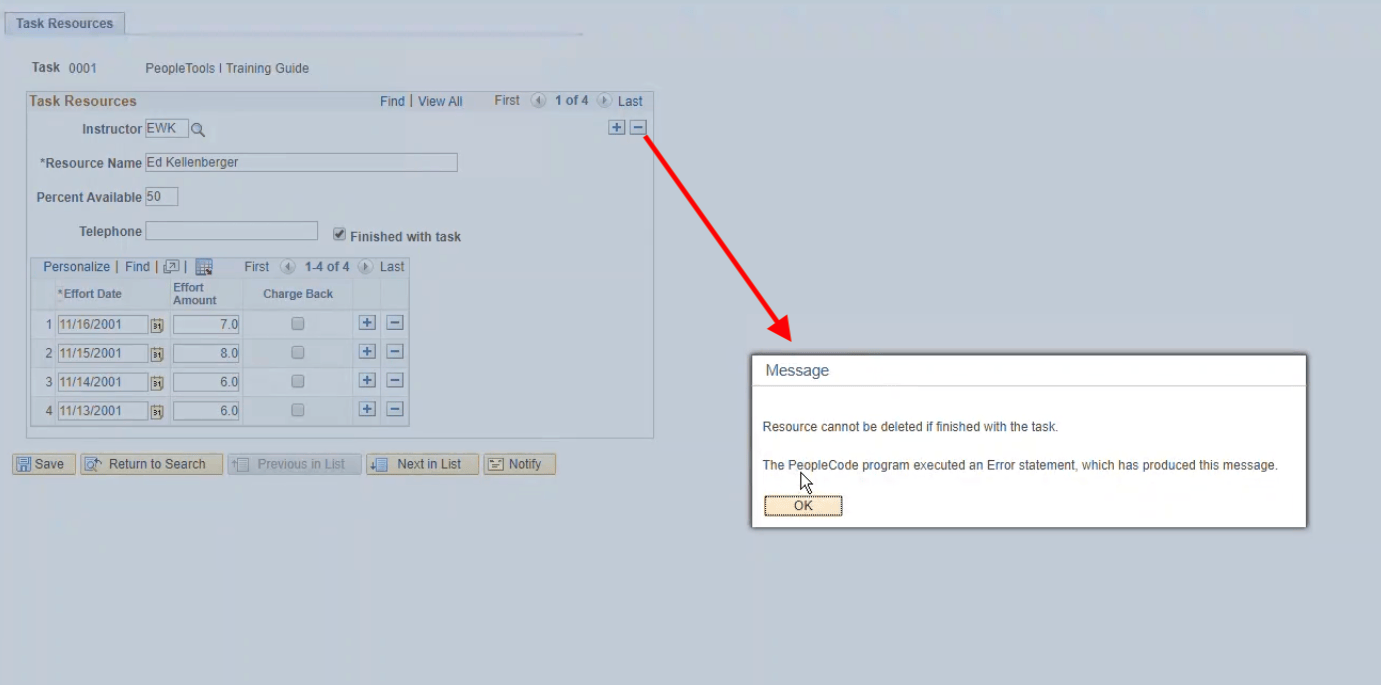 Task Resources
Task 0001 PeopleTools I Training Guide
Task Resources Find | View All First 1 of 4 Last
Instructor EWK
*Resource Name Ed Kellenberger
Percent Available 50
Telephone Finished with task
Personalize | Find | | First 1-4 of 4 Last
*Effort Date Effort Amount Charge Back
1 11/16/2001 31 7.0
2 11/15/2001 31 8.0
3 11/14/2001 31 6.0
4 11/13/2001 31 6.0
Save Return to Search Previous in List Next in List Notify
Message
Resource cannot be deleted if finished with the task.
The PeopleCode program executed an Error statement, which has produced this message.
OK